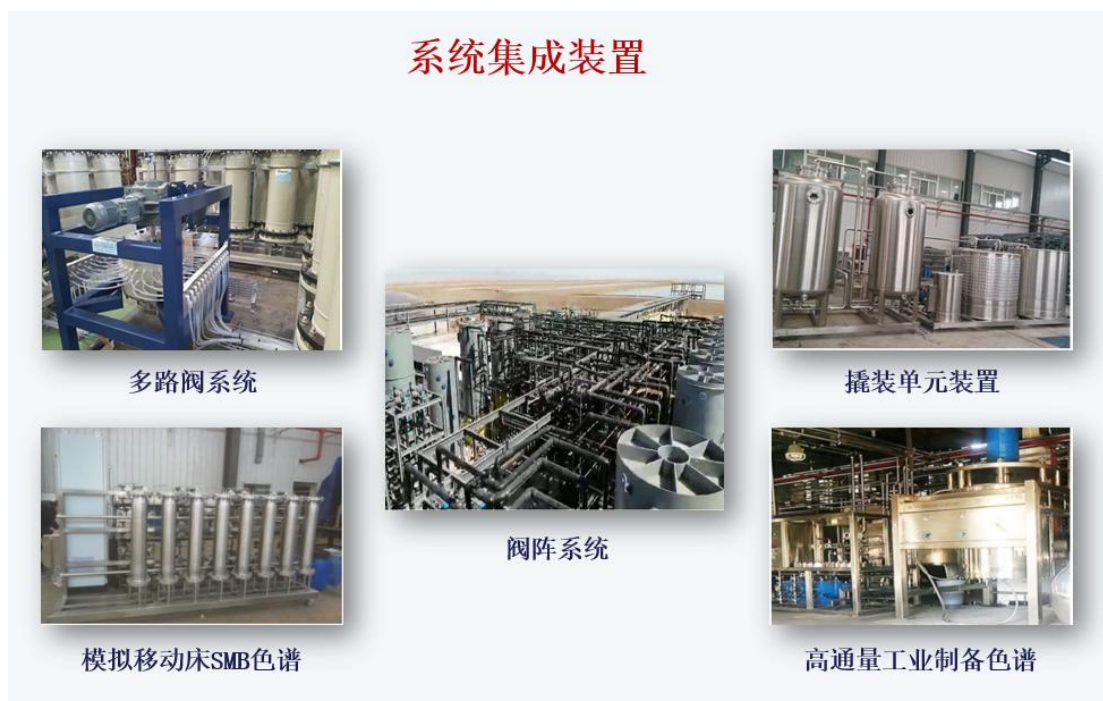 系统集成装置
多路阀系统
撬装单元装置
阀阵系统
模拟移动床SMB色谱
高通量工业制备色谱